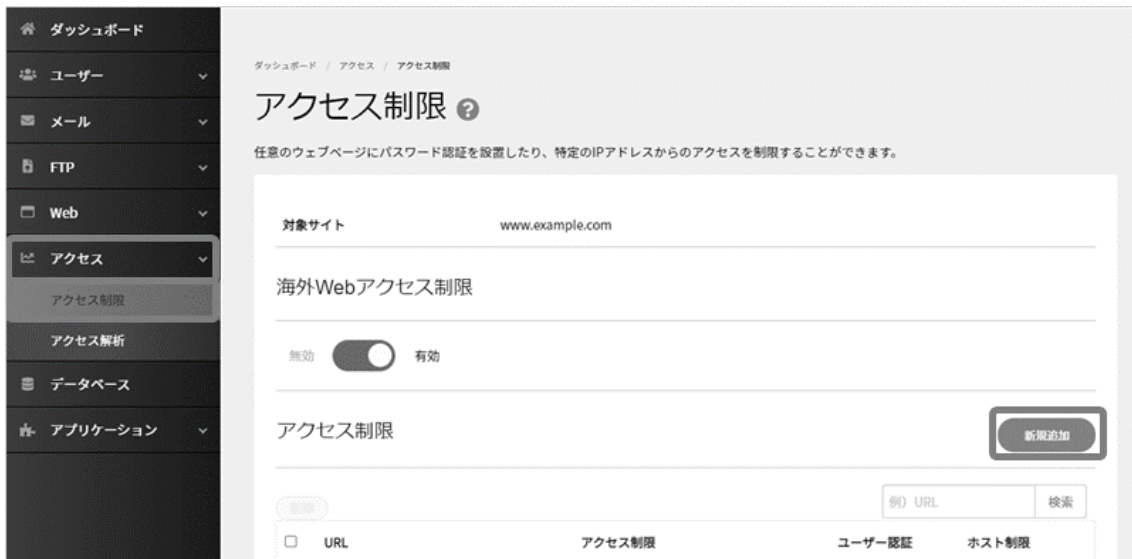 ダッシュボード
ユーザー
メール
FTP
Web
アクセス
アクセス制限
アクセス解析
データベース
アプリケーション
ダッシュボード / アクセス / アクセス制限
アクセス制限 ?
任意のウェブページにパスワード認証を設置したり、特定のIPアドレスからのアクセスを制限することができます。
対象サイト www.example.com
海外Webアクセス制限
無効 有効
アクセス制限 新規追加
削除
例）URL 検索
URL アクセス制限 ユーザー認証 ホスト制限